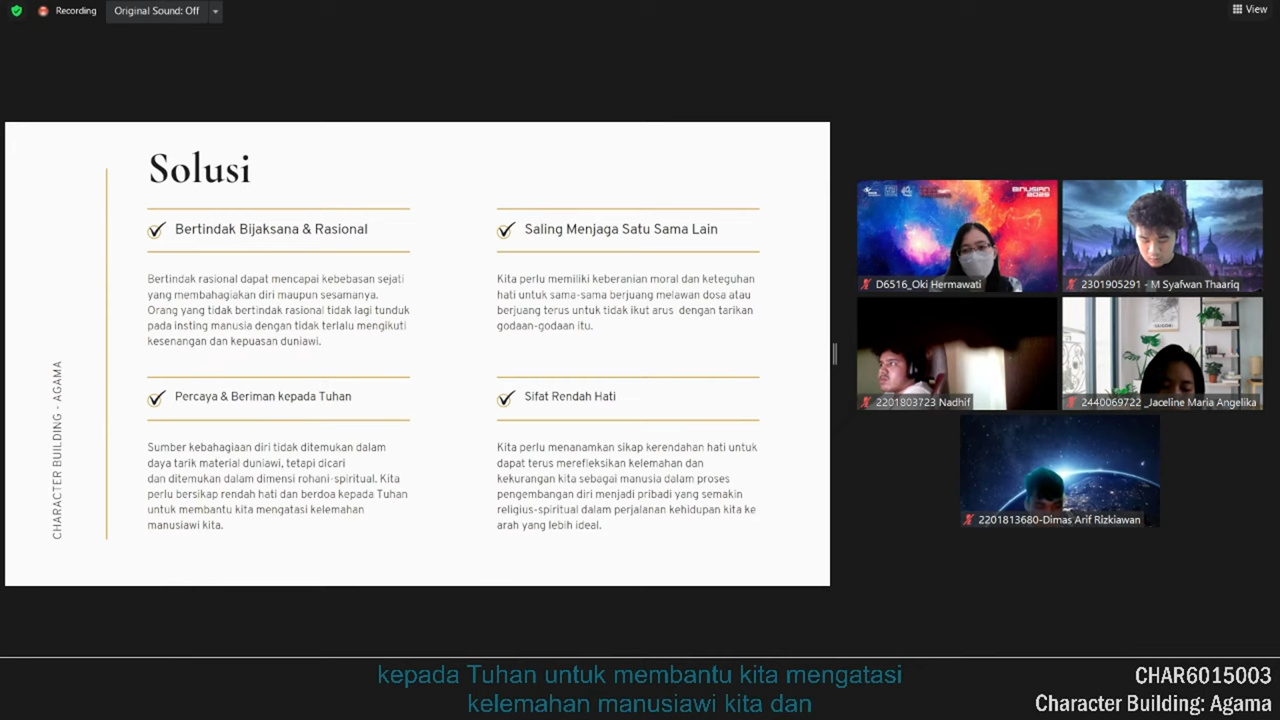 Recording
Original Sound: Off
View
Solusi
Bertindak Bijaksana & Rasional
Bertindak rasional dapat mencapai kebebasan sejati
yang membahagiakan diri maupun sesamanya.
Orang yang tidak bertindak rasional tidak lagi tunduk
pada insting manusia dengan tidak terlalu mengikuti
kesenangan dan kepuasan duniawi.
Saling Menjaga Satu Sama Lain
Kita perlu memiliki keberanian moral dan keteguhan
hati untuk sama-sama berjuang melawan dosa atau
berjuang terus untuk tidak ikut arus dengan tarikan
godaan-godaan itu.
Percaya & Beriman kepada Tuhan
Sumber kebahagiaan diri tidak ditemukan dalam
daya tarik material duniawi, tetapi dicari
dan ditemukan dalam dimensi rohani-spiritual. Kita
perlu bersikap rendah hati dan berdoa kepada Tuhan
untuk membantu kita mengatasi kelemahan
manusiawi kita.
Sifat Rendah Hati
Kita perlu menanamkan sikap kerendahan hati untuk
dapat terus merefleksikan kelemahan dan
kekurangan kita sebagai manusia dalam proses
pengembangan diri menjadi pribadi yang semakin
religius-spiritual dalam perjalanan kehidupan kita ke
arah yang lebih ideal.
CHARACTER BUILDING - AGAMA
BINUSIAN
D6516_Oki Hermawati
2301905291 - M Syafwan Thaariq
2201803723 Nadhif
2440069722 _Jaceline Maria Angelika
2201813680-Dimas Arif RIzkiawan
kepada Tuhan untuk membantu kita mengatasi
kelemahan manusiawi kita dan
CHAR6015003
Character Building: Agama